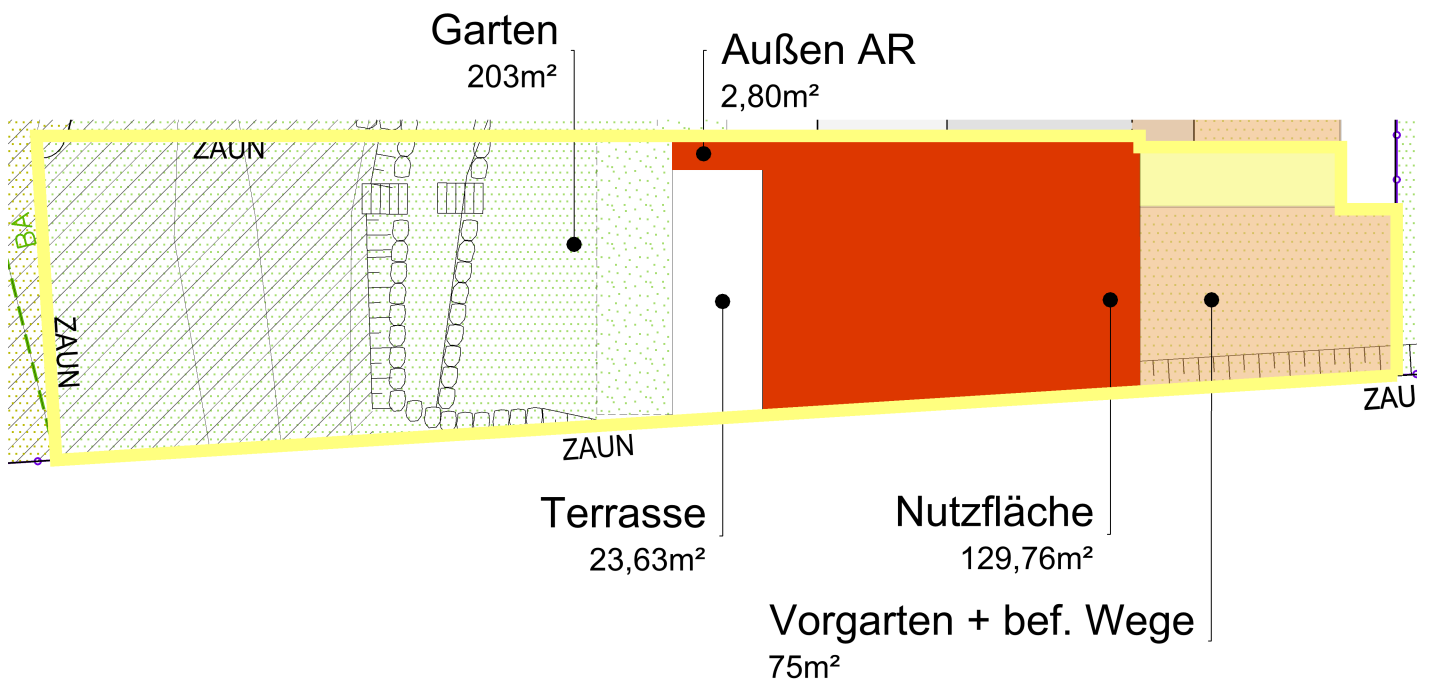 Garten
203m²
Außen AR
2,80m²
ZAUN
BA
ZAUN
ZAUN
ZAU
Terrasse
23,63m²
Nutzfläche
129,76m²
Vorgarten + bef. Wege
75m²